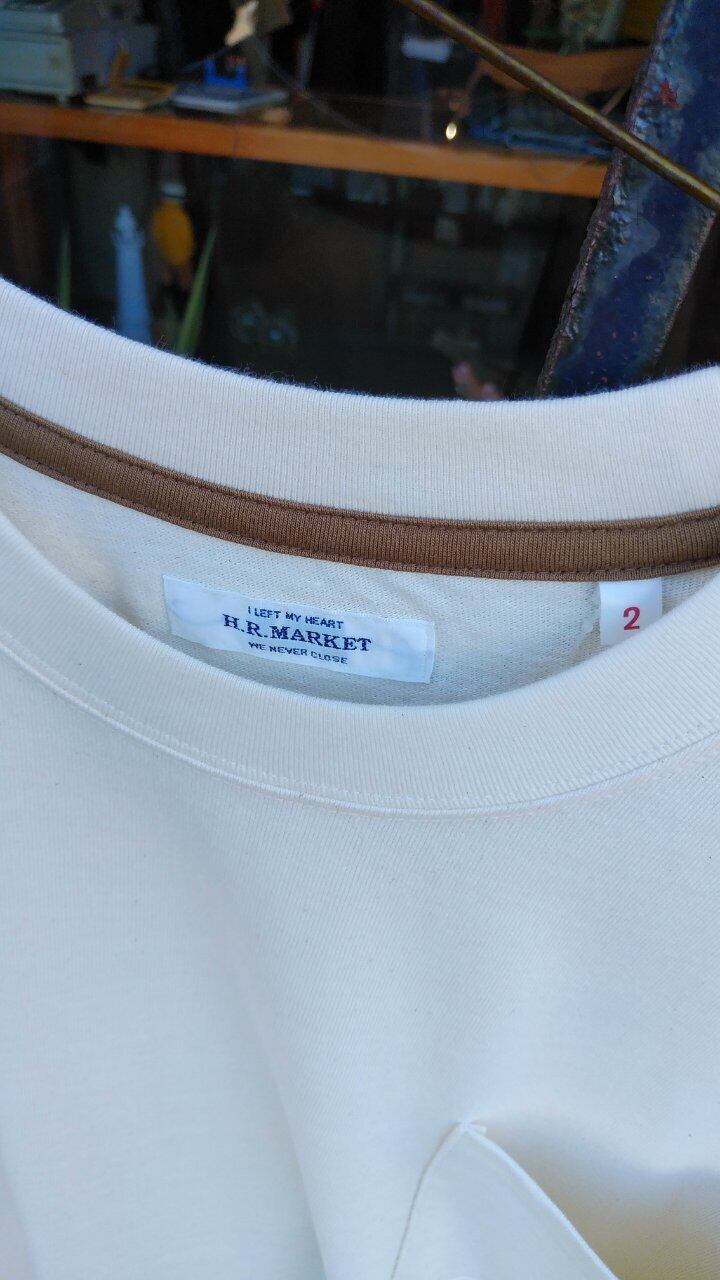 I LEFT MY HEART
H.R.MARKET
WE NEVER CLOSE
2